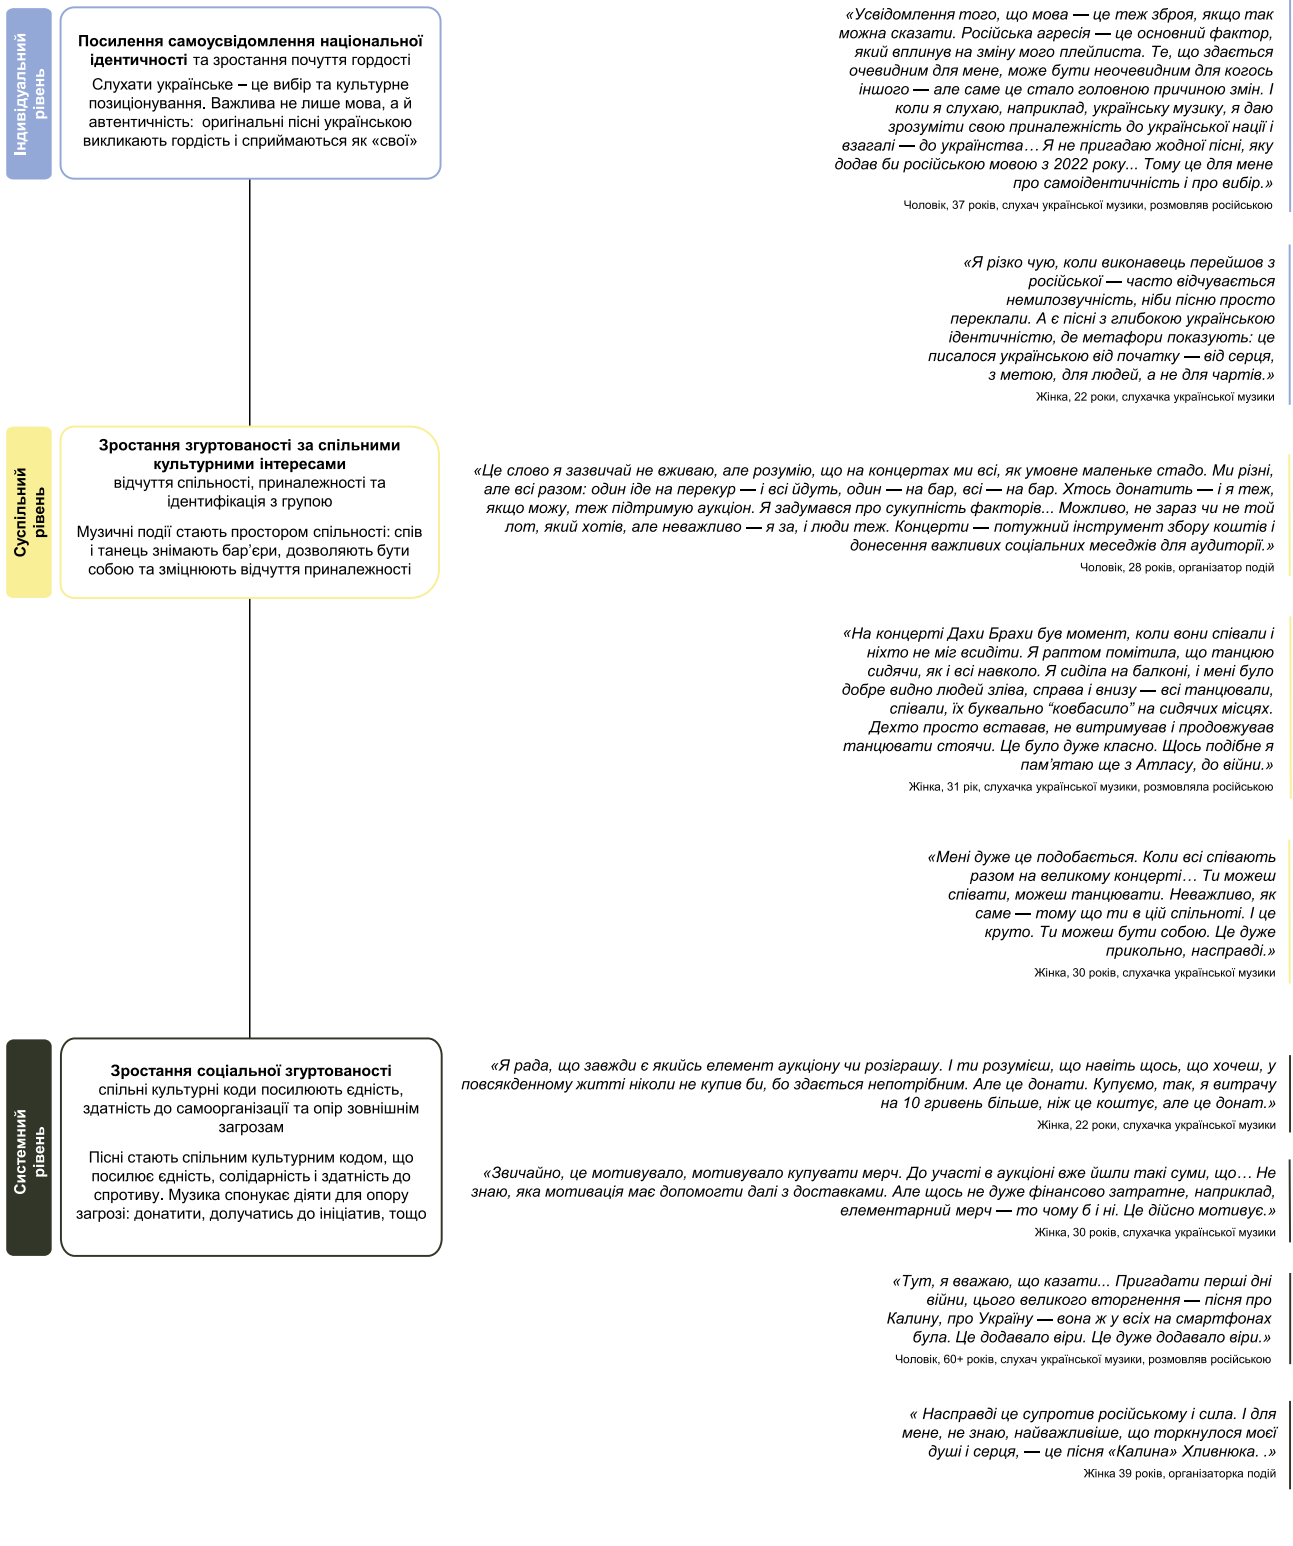 Індивідуальний
рівень
Посилення самоусвідомлення національної
ідентичності та зростання почуття гордості
Слухати українське – це вибір та культурне
позиціонування. Важлива не лише мова, а й
автентичність:  оригінальні пісні українською
викликають гордість і сприймаються як «свої»
«Усвідомлення того, що мова — це теж зброя, якщо так
можна сказати. Російська агресія — це основний фактор,
який вплинув на зміну мого плейлиста. Те, що здається
очевидним для мене, може бути неочевидним для когось
іншого — але саме це стало головною причиною змін. І
коли я слухаю, наприклад, українську музику, я даю
зрозуміти свою приналежність до української нації і
взагалі — до українства… Я не пригадаю жодної пісні, яку
додав би російською мовою з 2022 року... Тому це для мене
про самоідентичність і про вибір.»
Чоловік, 37 років, слухач української музики, розмовляв російською
«Я різко чую, коли виконавець перейшов з
російської — часто відчувається
немилозвучність, ніби пісню просто
переклали. А є пісні з глибокою українською
ідентичністю, де метафори показують: це
писалося українською від початку — від серця,
з метою, для людей, а не для чартів.»
Жінка, 22 роки, слухачка української музики
Суспільний
рівень
Зростання згуртованості за спільними
культурними інтересами
відчуття спільності, приналежності та
ідентифікація з групою
Музичні події стають простором спільності: спів
і танець знімають бар’єри, дозволяють бути
собою та зміцнюють відчуття приналежності
«Це слово я зазвичай не вживаю, але розумію, що на концертах ми всі, як умовне маленьке стадо. Ми різні,
але всі разом: один іде на перекур — і всі йдуть, один — на бар, всі — на бар. Хтось донатить — і я теж,
якщо можу, теж підтримую аукціон. Я задумався про сукупність факторів... Можливо, не зараз чи не той
лот, який хотів, але неважливо — я за, і люди теж. Концерти — потужний інструмент збору коштів і
донесення важливих соціальних меседжів для аудиторії.»
Чоловік, 28 років, організатор подій
«На концерті Дахи Брахи був момент, коли вони співали і
ніхто не міг всидіти. Я раптом помітила, що танцюю
сидячи, як і всі навколо. Я сиділа на балконі, і мені було
добре видно людей зліва, справа і внизу — всі танцювали,
співали, їх буквально “ковбасило” на сидячих місцях.
Дехто просто вставав, не витримував і продовжував
танцювати стоячи. Це було дуже класно. Щось подібне я
пам’ятаю ще з Атласу, до війни.»
Жінка, 31 рік, слухачка української музики, розмовляла російською
«Мені дуже це подобається. Коли всі співають
разом на великому концерті… Ти можеш
співати, можеш танцювати. Неважливо, як
саме — тому що ти в цій спільноті. І це
круто. Ти можеш бути собою. Це дуже
прикольно, насправді.»
Жінка, 30 років, слухачка української музики
Системний
рівень
Зростання соціальної згуртованості
спільні культурні коди посилюють єдність,
здатність до самоорганізації та опір зовнішнім
загрозам
Пісні стають спільним культурним кодом, що
посилює єдність, солідарність і здатність до
спротиву. Музика спонукає діяти для опору
загрозі: донатити, долучатись до ініціатив, тощо
«Я рада, що завжди є якийсь елемент аукціону чи розіграшу. І ти розумієш, що навіть щось, що хочеш, у
повсякденному житті ніколи не купив би, бо здається непотрібним. Але це донати. Купуємо, так, я витрачу
на 10 гривень більше, ніж це коштує, але це донат.»
Жінка, 22 роки, слухачка української музики
«Звичайно, це мотивувало, мотивувало купувати мерч. До участі в аукціоні вже йшли такі суми, що… Не
знаю, яка мотивація має допомогти далі з доставками. Але щось не дуже фінансово затратне, наприклад,
елементарний мерч — то чому б і ні. Це дійсно мотивує.»
Жінка, 30 років, слухачка української музики
«Тут, я вважаю, що казати... Пригадати перші дні
війни, цього великого вторгнення — пісня про
Калину, про Україну — вона ж у всіх на смартфонах
була. Це додавало віри. Це дуже додавало віри.»
Чоловік, 60+ років, слухач української музики, розмовляв російською
« Насправді це супротив російському і сила. І для
мене, не знаю, найважливіше, що торкнулося моєї
душі і серця, — це пісня «Калина» Хливнюка. .»
Жінка 39 років, організаторка подій